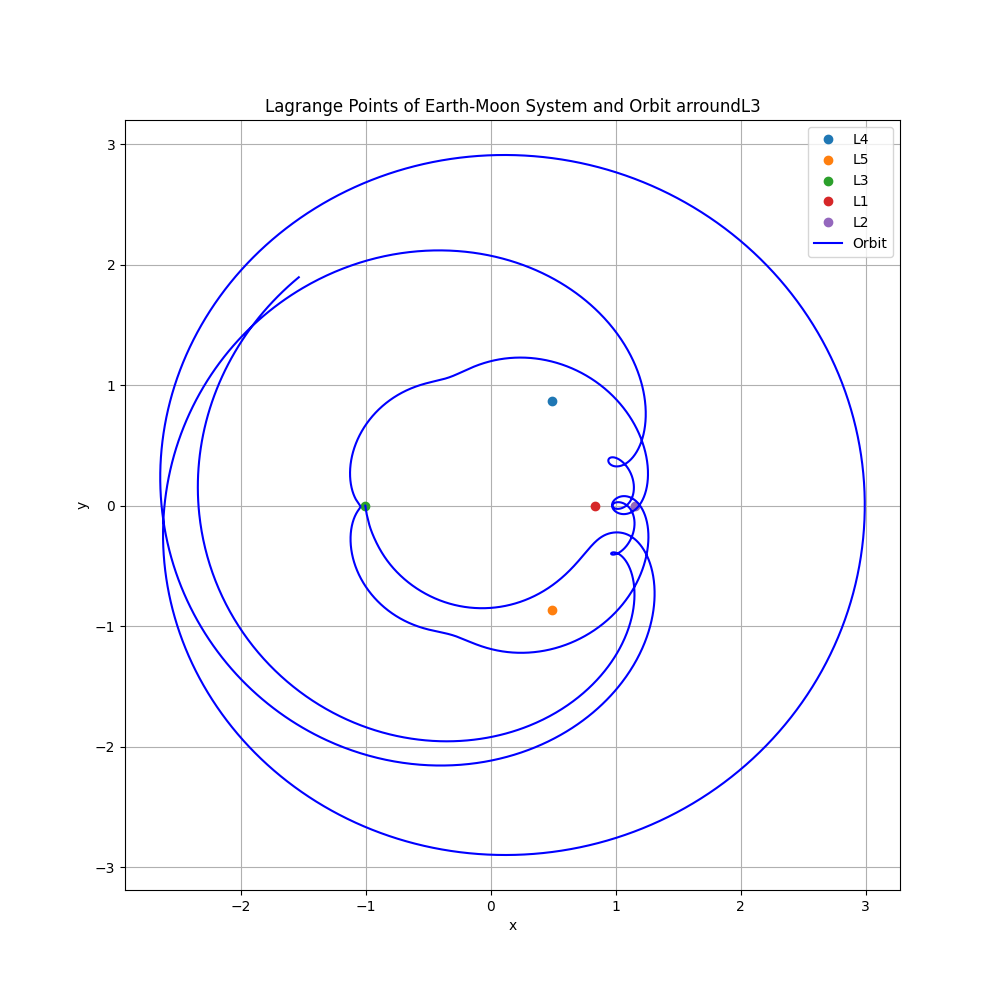 Lagrange Points of Earth-Moon System and Orbit arroundL3
L4
L5
L3
L1
L2
Orbit
3
2
1
0
−1
−2
−3
y
−2
−1
0
1
2
3
x